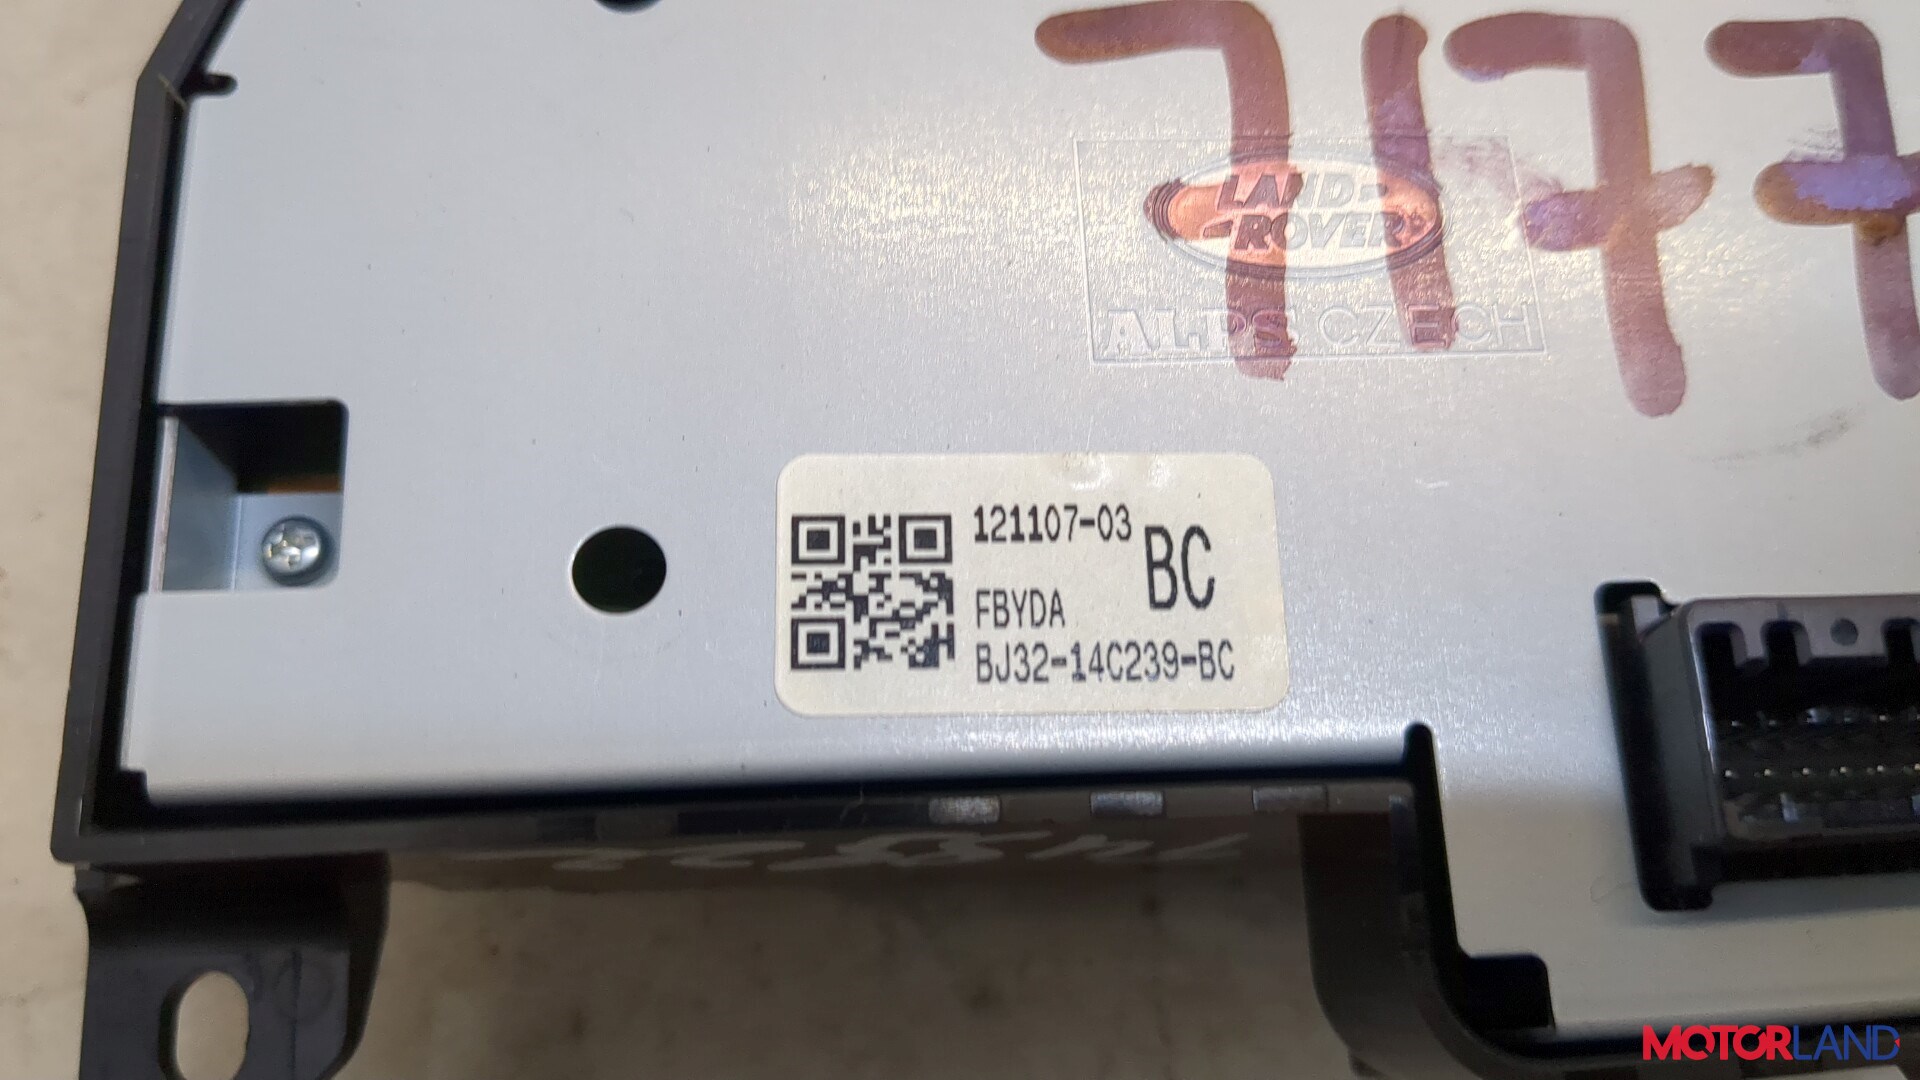 7177
LAND-
-ROVER
ALPS CZECH
121107-03
BC
FBYDA
BJ32-14C239-BC
MOTORLAND